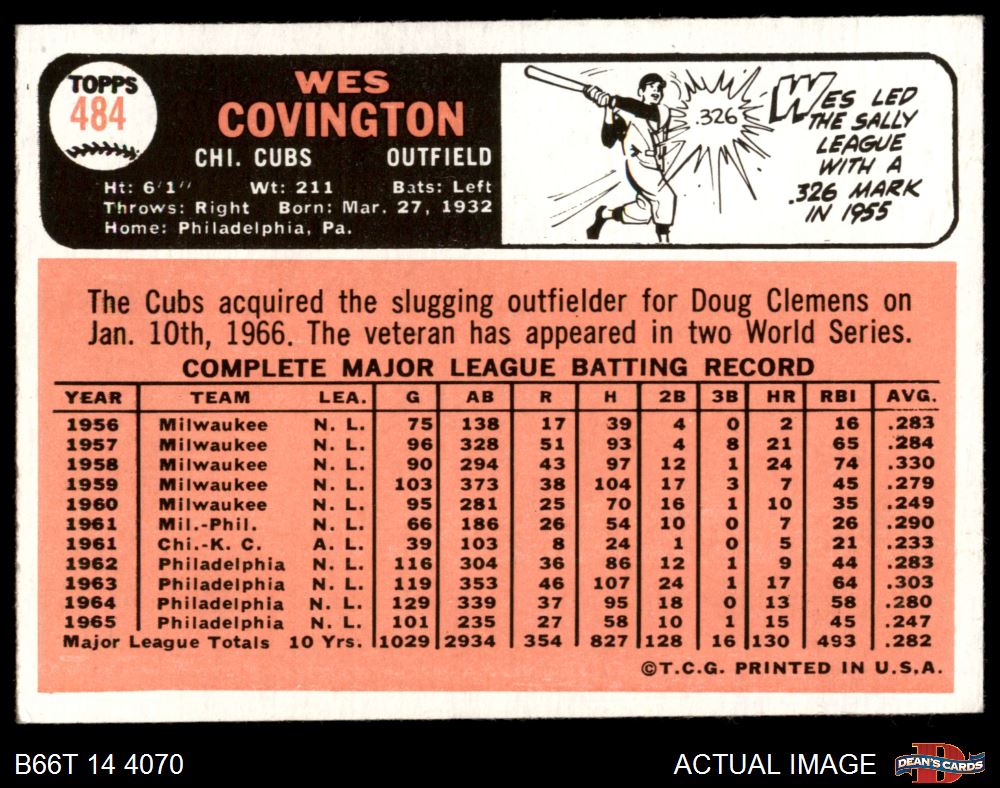 TOPPS
484
WES
COVINGTON
CHI. CUBS OUTFIELD
Ht: 6'1" Wt: 211 Bats: Left
Throws: Right Born: Mar. 27, 1932
Home: Philadelphia, Pa.
.326
WES LED
THE SALLY
LEAGUE
WITH A
.326 MARK
IN 1955
The Cubs acquired the slugging outfielder for Doug Clemens on
Jan. 10th, 1966. The veteran has appeared in two World Series.
COMPLETE MAJOR LEAGUE BATTING RECORD
YEAR TEAM LEA. G AB R H 2B 3B HR RBI AVG.
1956 Milwaukee N. L. 75 138 17 39 4 0 2 16 .283
1957 Milwaukee N. L. 96 328 51 93 4 8 21 65 .284
1958 Milwaukee N. L. 90 294 43 97 12 1 24 74 .330
1959 Milwaukee N. L. 103 373 38 104 17 3 7 45 .279
1960 Milwaukee N. L. 95 281 25 70 16 1 10 35 .249
1961 Mil.-Phil. N. L. 66 186 26 54 10 0 7 26 .290
1961 Chi.-K. C. A. L. 39 103 8 24 1 0 5 21 .233
1962 Philadelphia N. L. 116 304 36 86 12 1 9 44 .283
1963 Philadelphia N. L. 119 353 46 107 24 1 17 64 .303
1964 Philadelphia N. L. 129 339 37 95 18 0 13 58 .280
1965 Philadelphia N. L. 101 235 27 58 10 1 15 45 .247
Major League Totals 10 Yrs. 1029 2934 354 827 128 16 130 493 .282
©T.C.G. PRINTED IN U.S.A.
B66T 14 4070 ACTUAL IMAGE DEAN'S CARDS